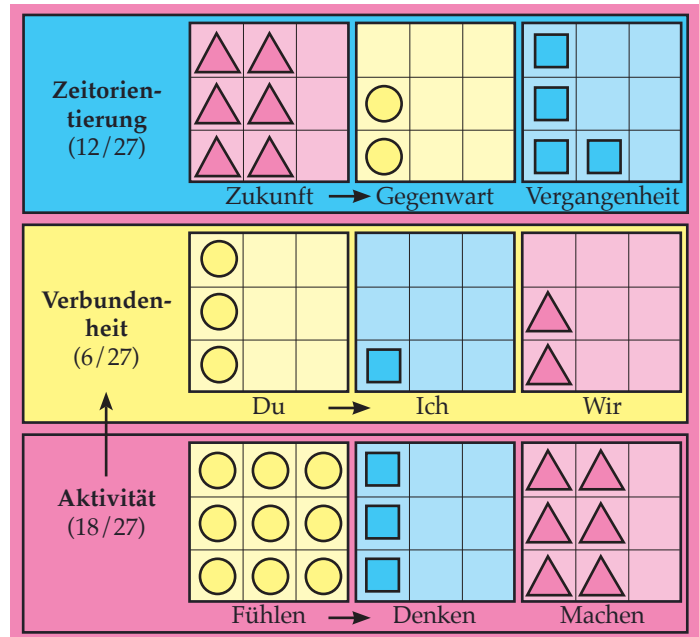 Zeitorien-
tierung
(12/27)
Zukunft → Gegenwart Vergangenheit
Verbunden-
heit
(6/27)
Du → Ich Wir
Aktivität
(18/27)
Fühlen → Denken Machen